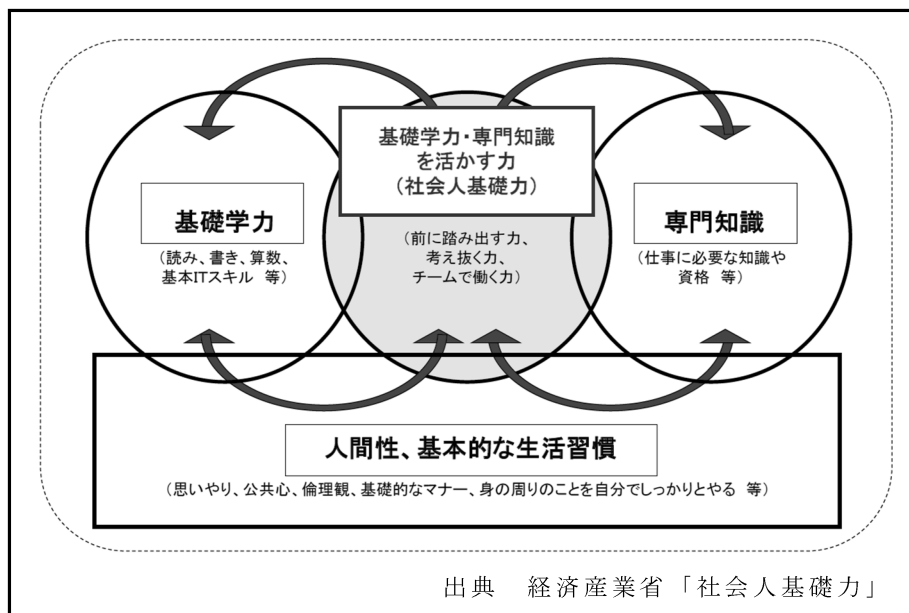 基礎学力・専門知識
を活かす力
(社会人基礎力)
基礎学力
(読み、書き、算数、
基本ITスキル 等)
(前に踏み出す力、
考え抜く力、
チームで働く力)
専門知識
(仕事に必要な知識や
資格 等)
人間性、基本的な生活習慣
(思いやり、公共心、倫理観、基礎的なマナー、身の周りのことを自分でしっかりとやる 等)
出典 経済産業省「社会人基礎力」